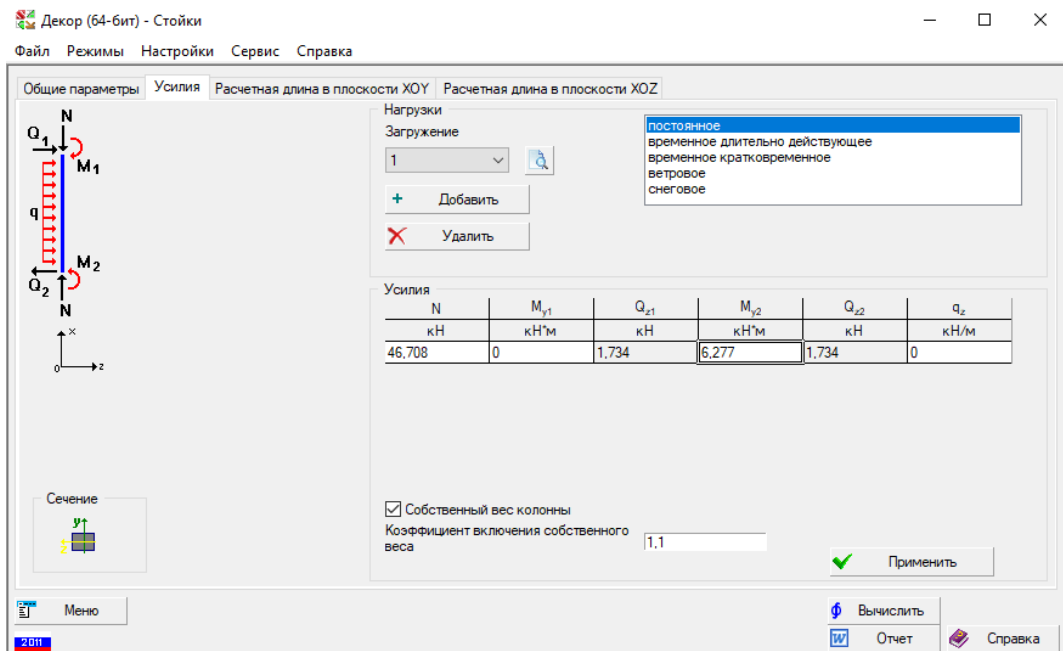 Декор (64-бит) - Стойки
Файл Режимы Настройки Сервис Справка
Общие параметры Усилия Расчетная длина в плоскости XOY Расчетная длина в плоскости XOZ
N
Q1
M1
q
M2
Q2
N
x
0 z
Сечение
y
z
Нагрузки
Загружение
1
Добавить
Удалить
постоянное
временное длительно действующее
временное кратковременное
ветровое
снеговое
Усилия
N My1 Qz1 My2 Qz2 qz
кН кН*м кН кН*м кН кН/м
46,708 0 1,734 6,277 1,734 0
Собственный вес колонны
Коэффициент включения собственного
веса
1,1
Применить
Меню
Вычислить
2011
W Отчет Справка